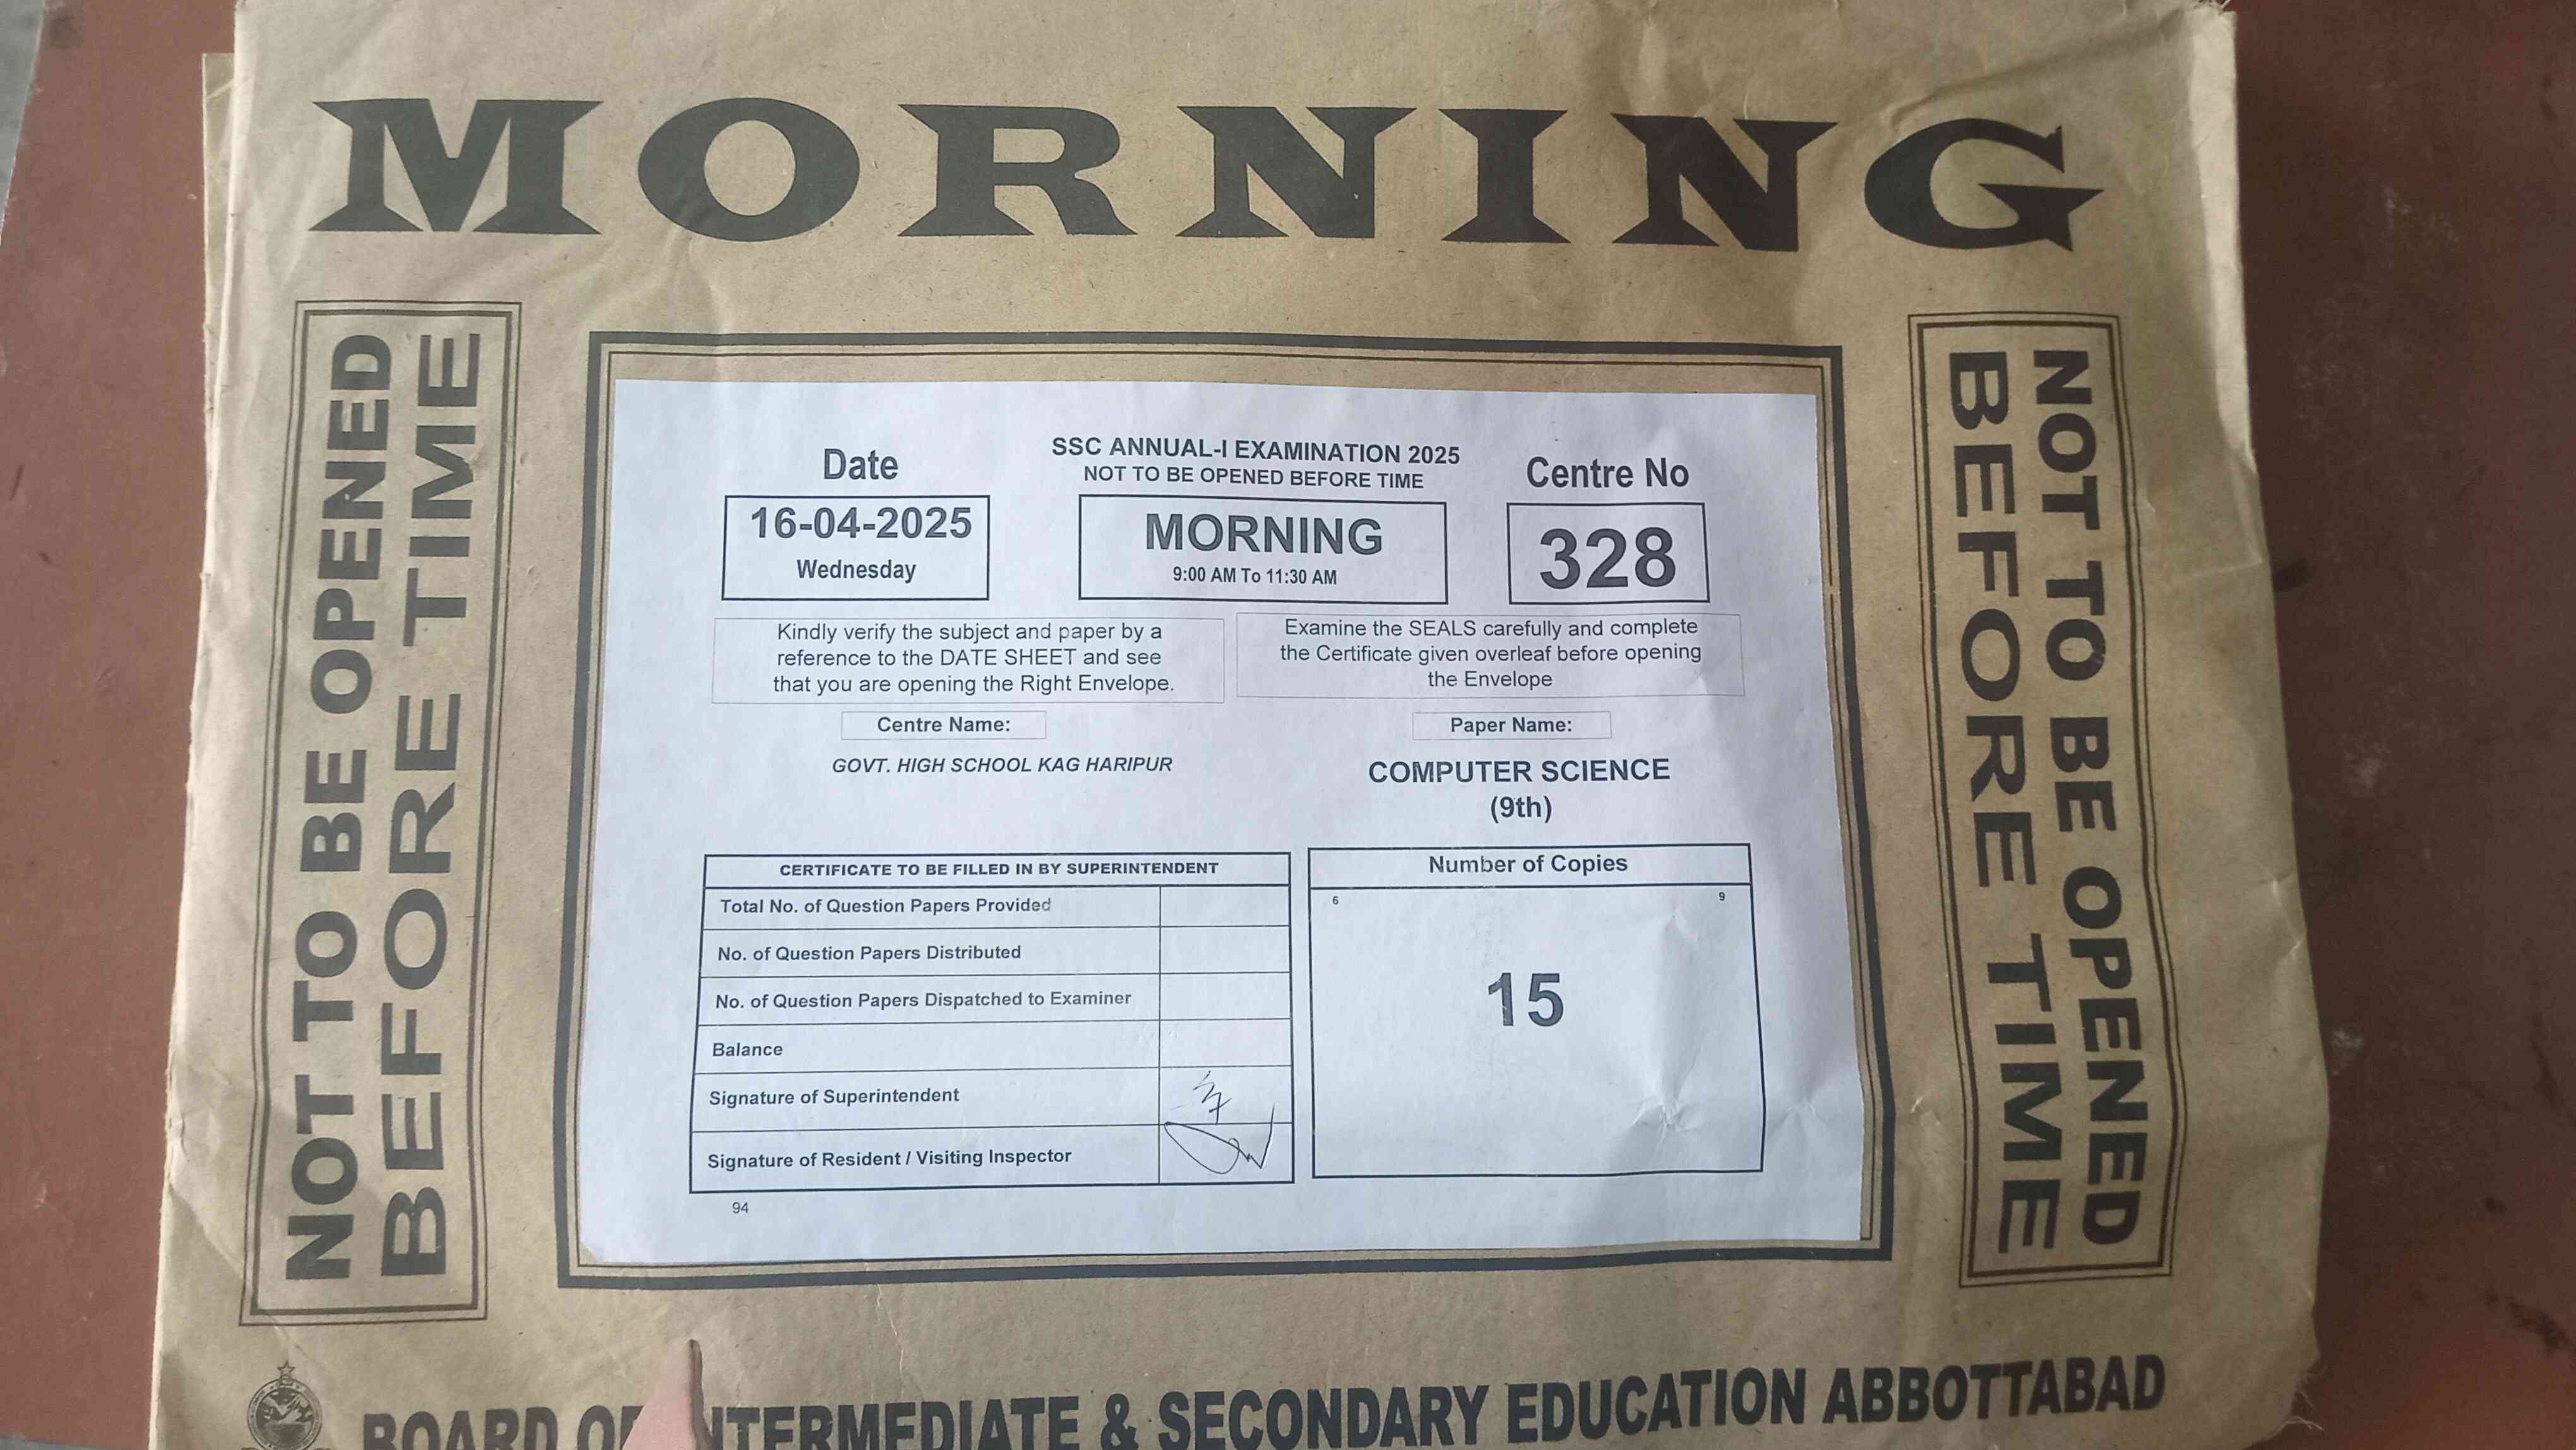 MORNING
NOT TO BE OPENED
BEFORE TIME
Date
16-04-2025
Wednesday
SSC ANNUAL-I EXAMINATION 2025
NOT TO BE OPENED BEFORE TIME
MORNING
9:00 AM To 11:30 AM
Centre No
328
Kindly verify the subject and paper by a
reference to the DATE SHEET and see
that you are opening the Right Envelope.
Examine the SEALS carefully and complete
the Certificate given overleaf before opening
the Envelope
Centre Name:
GOVT. HIGH SCHOOL KAG HARIPUR
Paper Name:
COMPUTER SCIENCE
(9th)
CERTIFICATE TO BE FILLED IN BY SUPERINTENDENT
Total No. of Question Papers Provided
No. of Question Papers Distributed
No. of Question Papers Dispatched to Examiner
Balance
Signature of Superintendent
Signature of Resident / Visiting Inspector
94
Number of Copies
6 9
15
NOT TO BE OPENED
BEFORE TIME
BOARD OF INTERMEDIATE & SECONDARY EDUCATION ABBOTTABAD